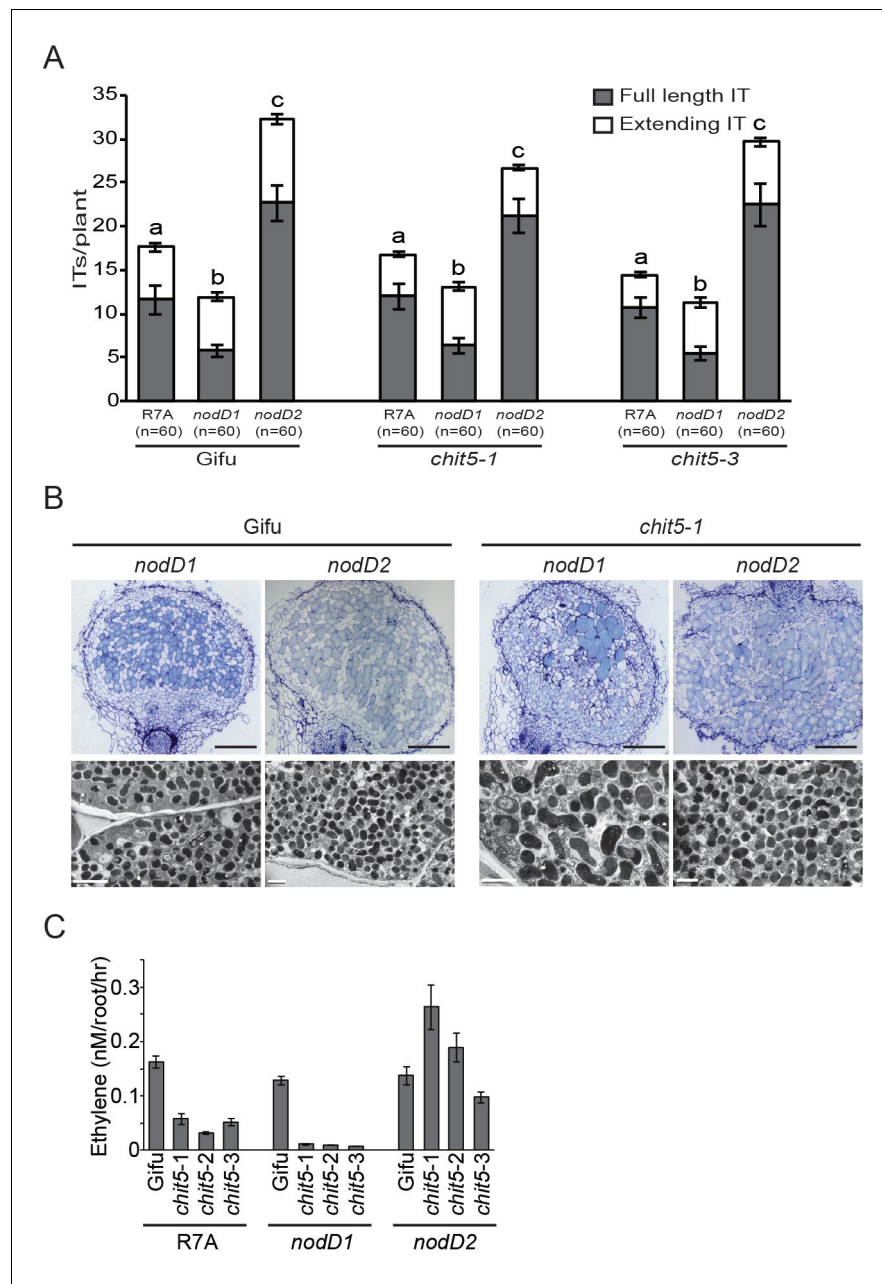 A
35
30
25
20
15
10
5
0
ITs/plant
Full length IT
Extending IT
a
b
c
a
b
c
a
b
c
R7A nodD1 nodD2 R7A nodD1 nodD2 R7A nodD1 nodD2
(n=60) (n=60) (n=60) (n=60) (n=60) (n=60) (n=60) (n=60) (n=60)
Gifu chit5-1 chit5-3
B
Gifu chit5-1
nodD1 nodD2 nodD1 nodD2
C
0.3
0.2
0.1
0
Ethylene (nM/root/hr)
Gifu
chit5-1
chit5-2
chit5-3
Gifu
chit5-1
chit5-2
chit5-3
Gifu
chit5-1
chit5-2
chit5-3
R7A nodD1 nodD2